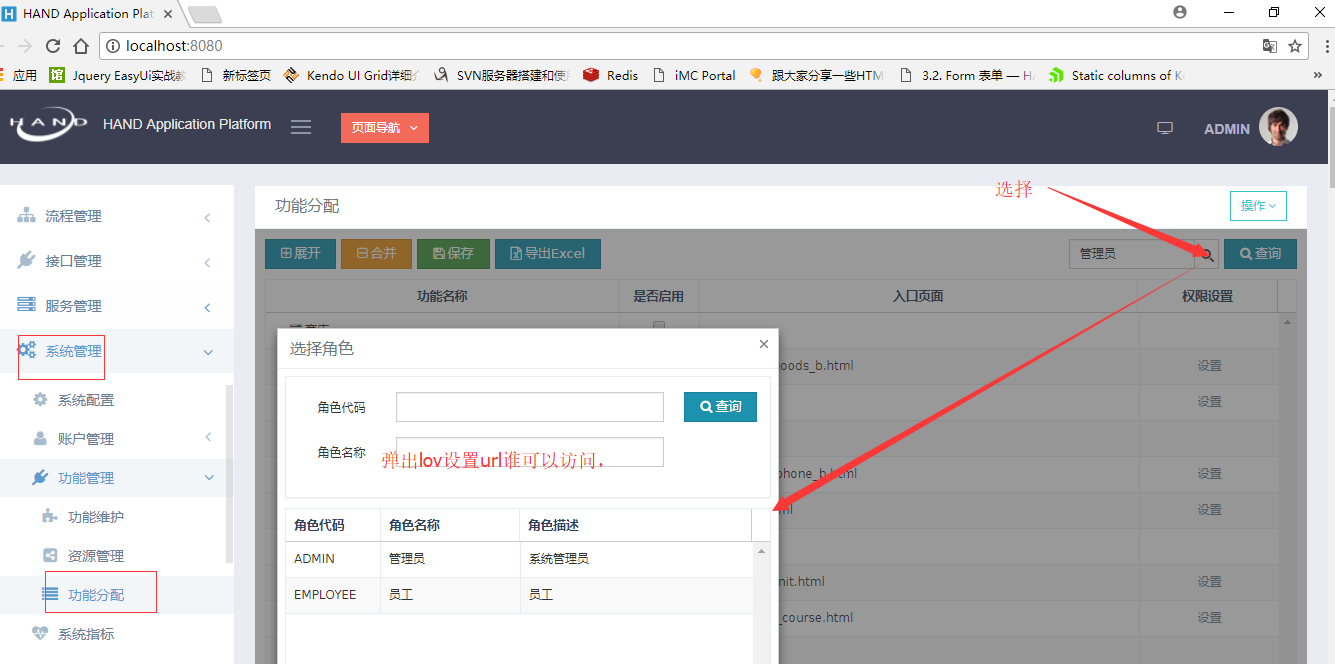 HAND Application Plat
localhost:8080
应用 Jquery EasyUi实战 新标签页 Kendo UI Grid详细 SVN服务器搭建和使 Redis iMC Portal 跟大家分享一些HTM 3.2. Form 表单 — H Static columns of K
HAND HAND Application Platform 页面导航 ADMIN
选择
流程管理
接口管理
服务管理
系统管理
系统配置
账户管理
功能管理
功能维护
资源管理
功能分配
系统指标
功能分配 操作
展开 合并 保存 导出Excel 管理员 查询
功能名称 是否启用 入口页面 权限设置
oods_b.html 设置
设置
phone_b.html 设置
ml 设置
nit.html 设置
_course.html 设置
选择角色
角色代码 查询
角色名称
弹出lov设置url谁可以访问，
角色代码 角色名称 角色描述
ADMIN 管理员 系统管理员
EMPLOYEE 员工 员工